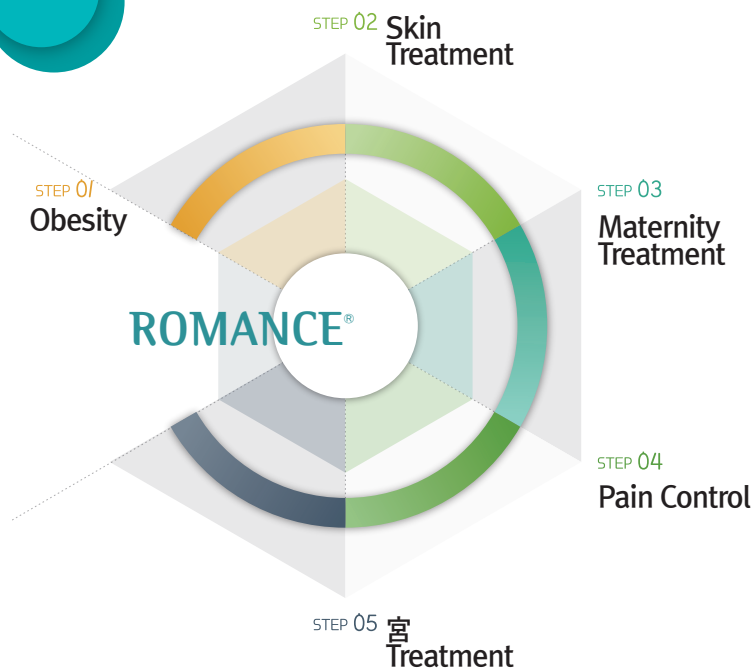 STEP 02 Skin
Treatment
STEP 01
Obesity
STEP 03
Maternity
Treatment
ROMANCE®
STEP 04
Pain Control
STEP 05 宮
Treatment